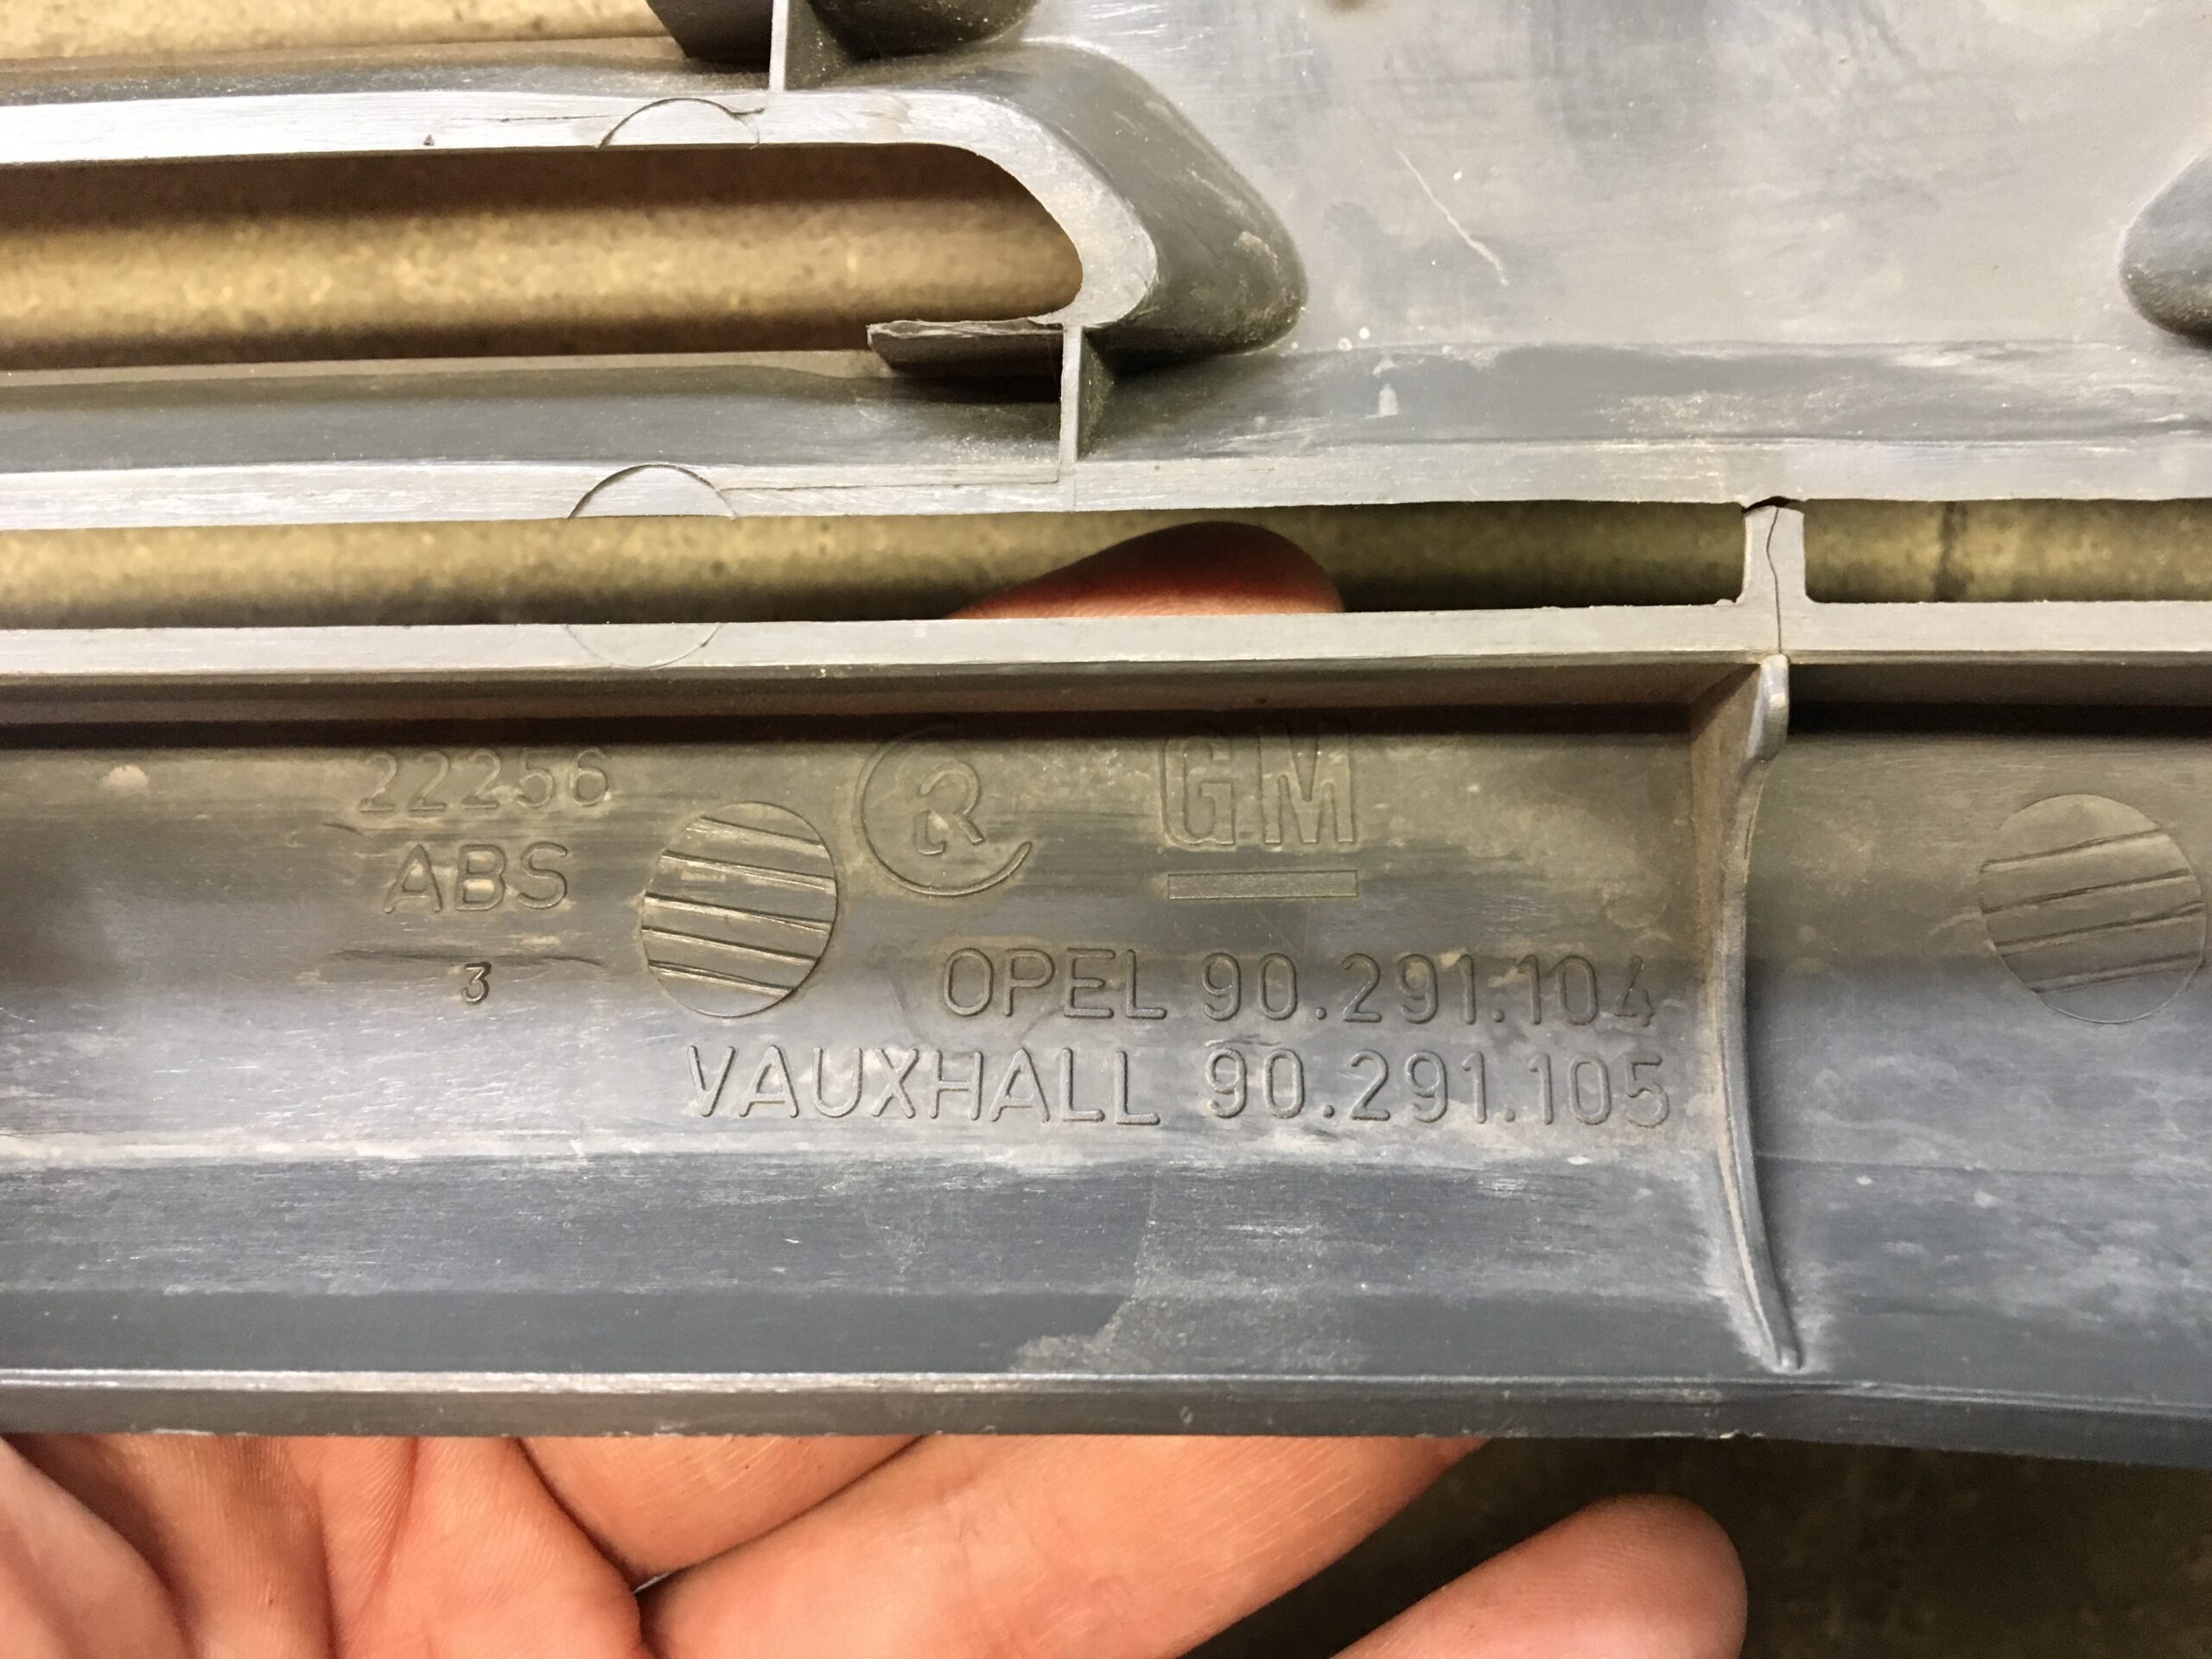 22256
ABS
3
R
GM
OPEL 90.291.104
VAUXHALL 90.291.105